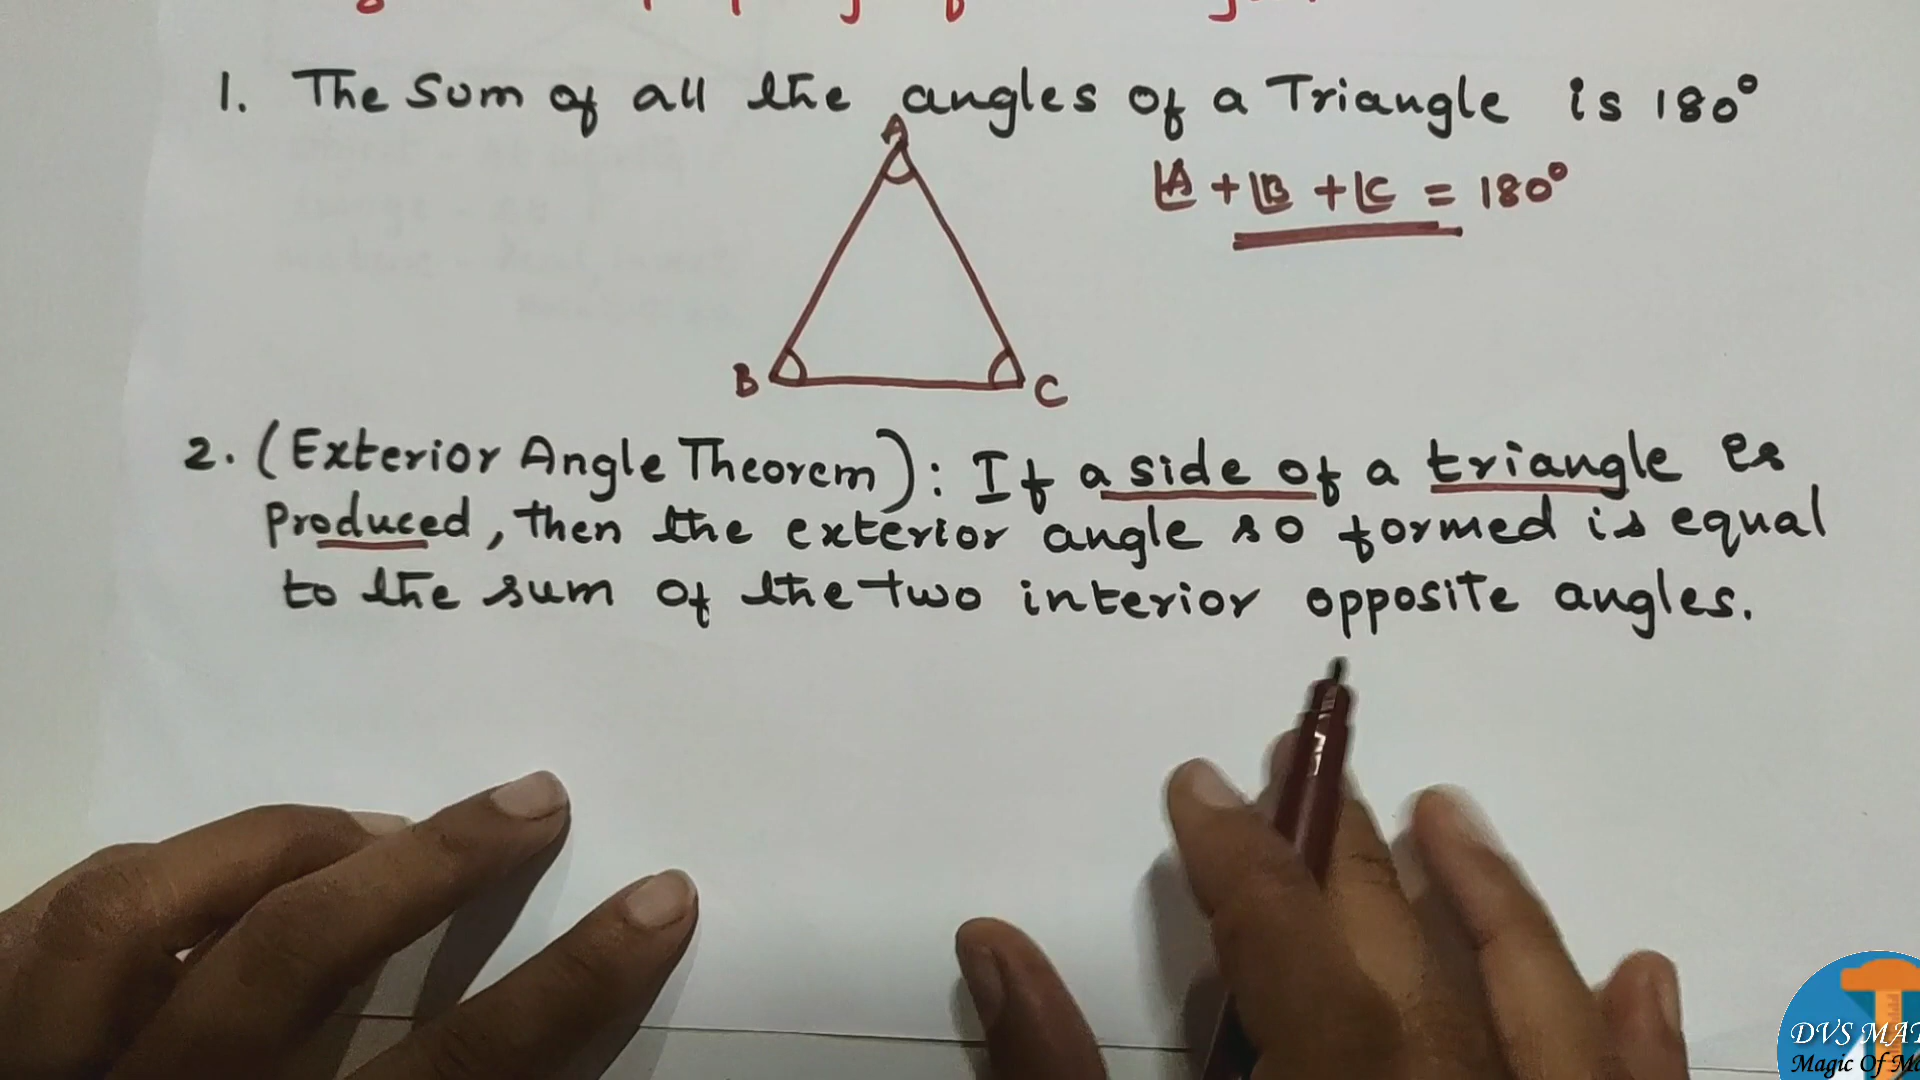 1. The Sum of all the angles of a Triangle is 180°
A
∠A + ∠B + ∠C = 180°
B
C
2. (Exterior Angle Theorem): If a side of a triangle is
Produced, then the exterior angle so formed is equal
to the sum of the two interior opposite angles.
DVS MAT
Magic Of Ma